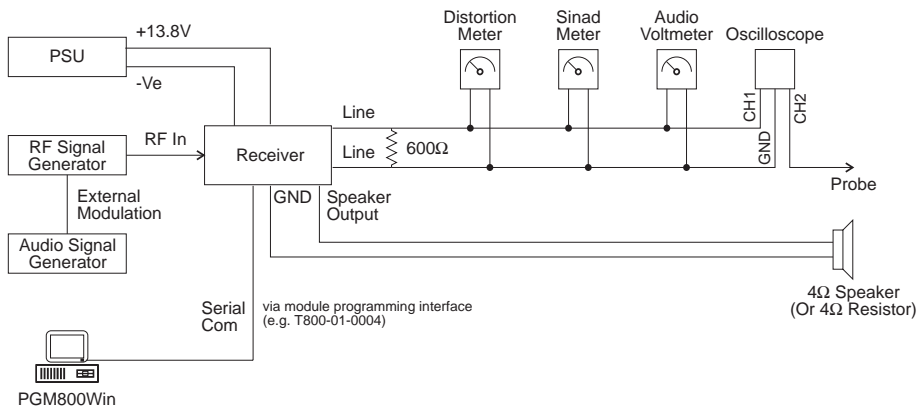 Distortion
Meter
Sinad
Meter
Audio
Voltmeter
Oscilloscope
+13.8V
PSU
-Ve
CH1
CH2
GND
Line
RF In
RF Signal
Generator
Receiver
600Ω
Line
Probe
External
Modulation
GND
Speaker
Output
Audio Signal
Generator
4Ω Speaker
(Or 4Ω Resistor)
Serial
Com
via module programming interface
(e.g. T800-01-0004)
PGM800Win